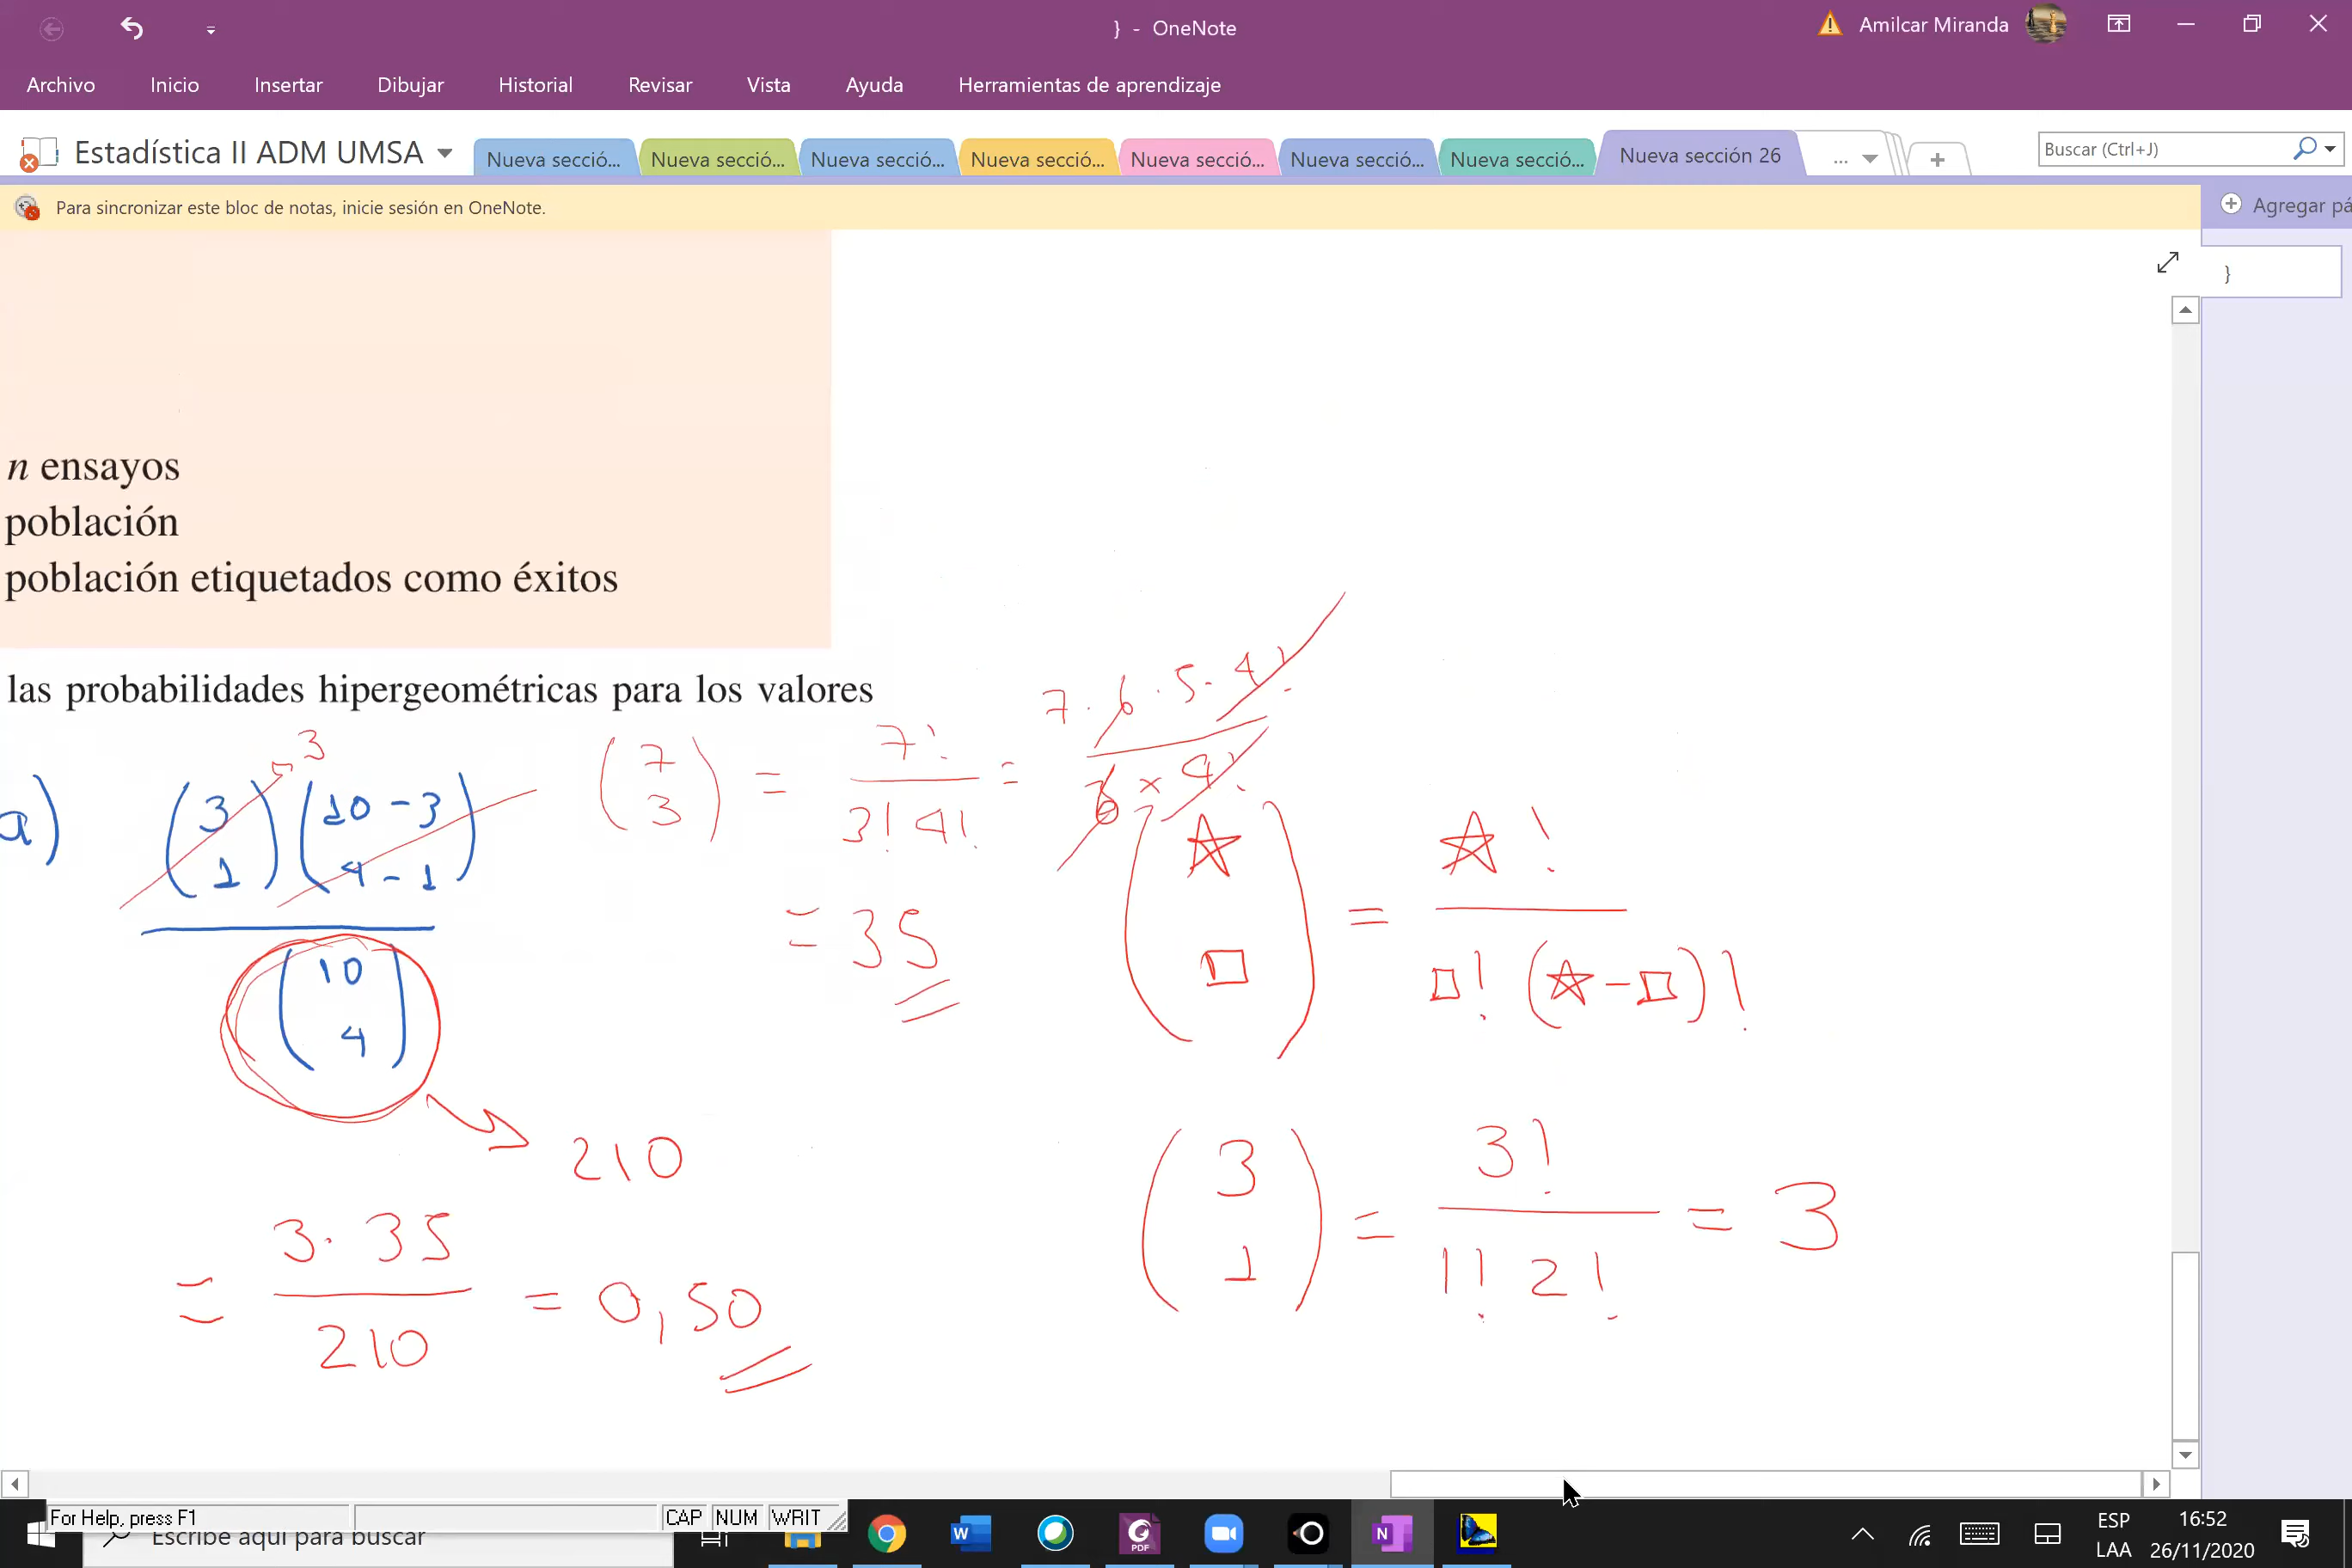 } - OneNote
Amilcar Miranda
Archivo Inicio Insertar Dibujar Historial Revisar Vista Ayuda Herramientas de aprendizaje
Estadística II ADM UMSA
Nueva secció... Nueva secció... Nueva secció... Nueva secció... Nueva secció... Nueva secció... Nueva secció... Nueva sección 26 ... +
Buscar (Ctrl+J)
Para sincronizar este bloc de notas, inicie sesión en OneNote.
Agregar pá
}
n ensayos
población
población etiquetados como éxitos
las probabilidades hipergeométricas para los valores
a) (3 1) (10 - 3 4 - 1) 3
(10 4)
210
= 3 . 35 / 210 = 0,50
(7 3) = 7! / 3! 4! = 7 . 6 . 5 . 4! / 6 × 4!
= 35
(☆ □) = ☆! / □! (☆ - □)!
(3 1) = 3! / 1! 2! = 3
For Help, press F1
CAP NUM WRIT
Escribe aquí para buscar
W
PDF
N
ESP
LAA
16:52
26/11/2020